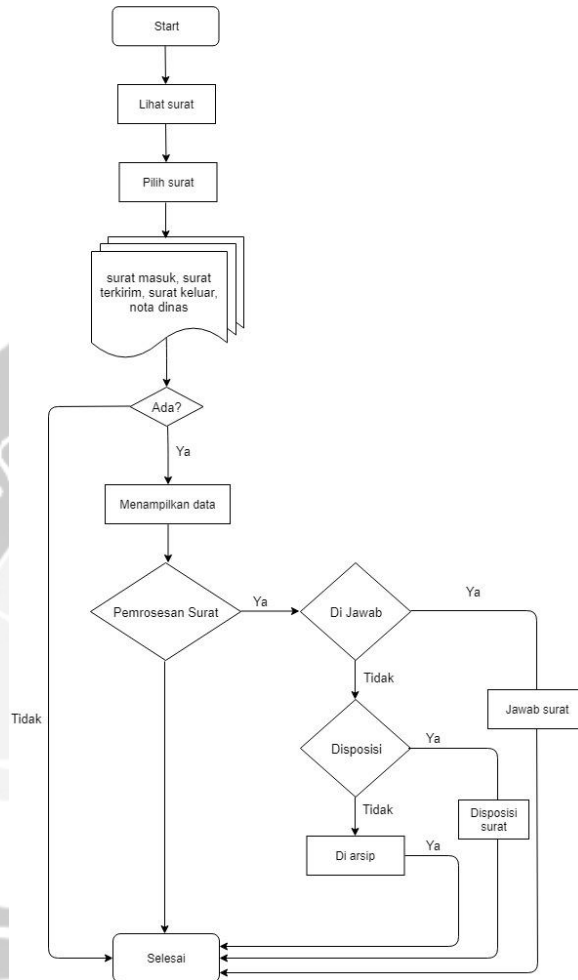 Start
Lihat surat
Pilih surat
surat masuk, surat
terkirim, surat keluar,
nota dinas
Ada?
Ya
Menampilkan data
Pemrosesan Surat
Ya
Di Jawab
Ya
Tidak
Tidak
Jawab surat
Disposisi
Ya
Tidak
Disposisi
surat
Di arsip
Ya
Selesai